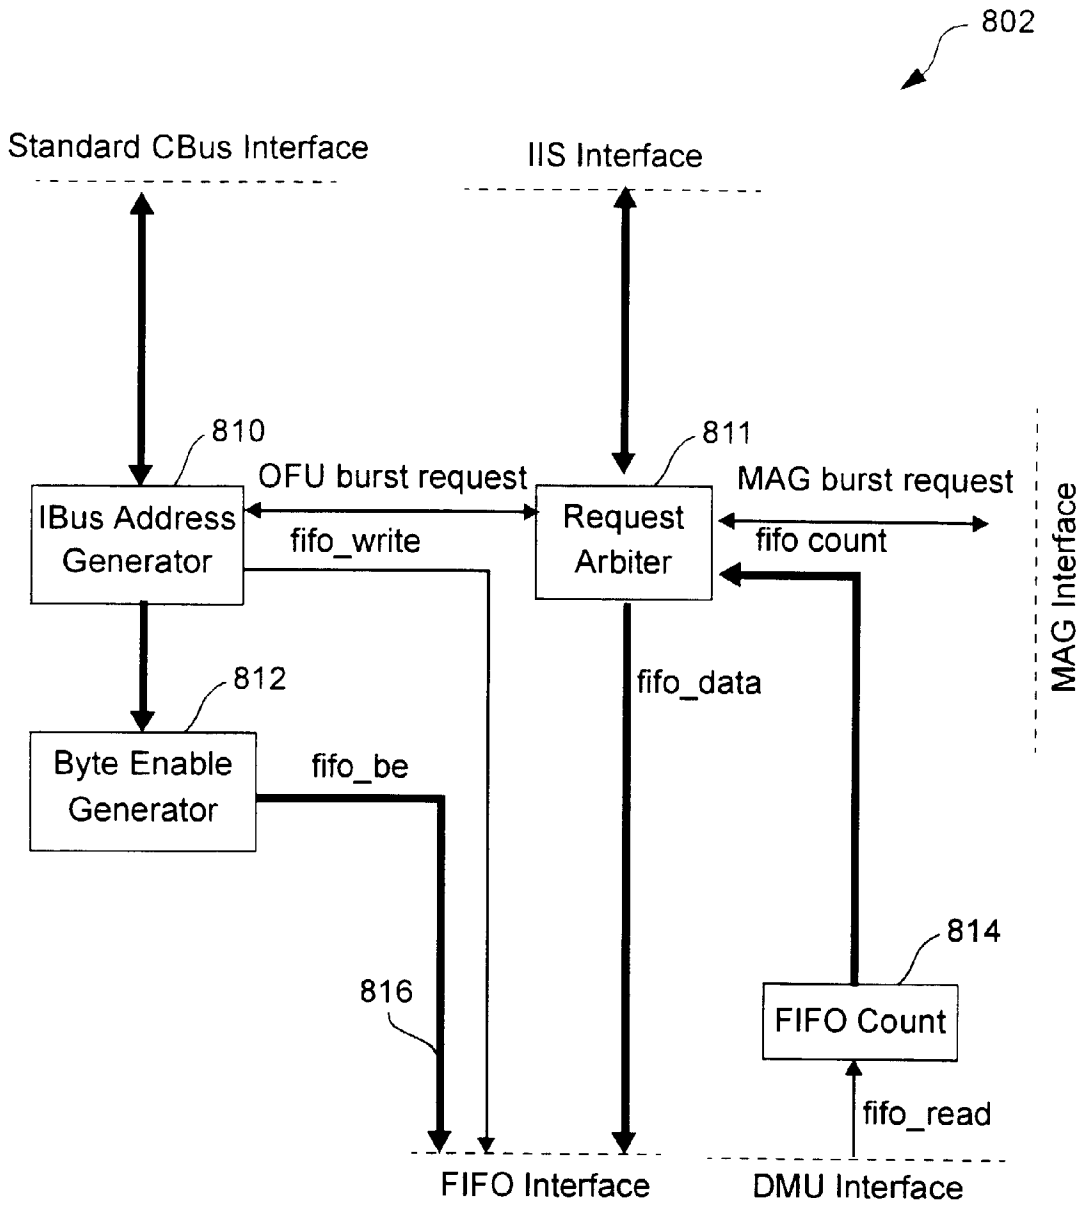 802
Standard CBus Interface
IIS Interface
810
811
OFU burst request
MAG burst request
IBus Address
Generator
fifo_write
Request
Arbiter
fifo count
MAG Interface
812
fifo_data
Byte Enable
Generator
fifo_be
814
816
FIFO Count
fifo_read
FIFO Interface
DMU Interface